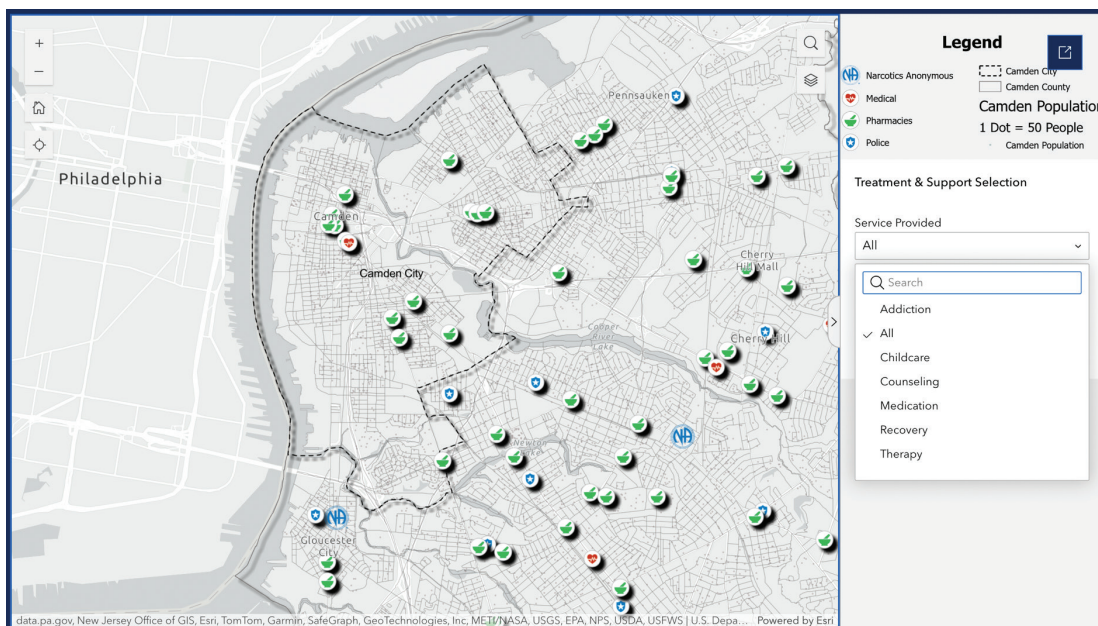 +
−
Philadelphia
Pennsauken
Camden
Camden City
Cherry
Hill Mall
Cooper
River
Lake
Cherry Hill
Newton
NA
NA
Gloucester
City
data.pa.gov, New Jersey Office of GIS, Esri, TomTom, Garmin, SafeGraph, GeoTechnologies, Inc, METI/NASA, USGS, EPA, NPS, USDA, USFWS | U.S. Depa... Powered by Esri
Legend
NA Narcotics Anonymous
Medical
Pharmacies
Police
Camden City
Camden County
Camden Population
1 Dot = 50 People
Camden Population
Treatment & Support Selection
Service Provided
All
Search
Addiction
All
Childcare
Counseling
Medication
Recovery
Therapy